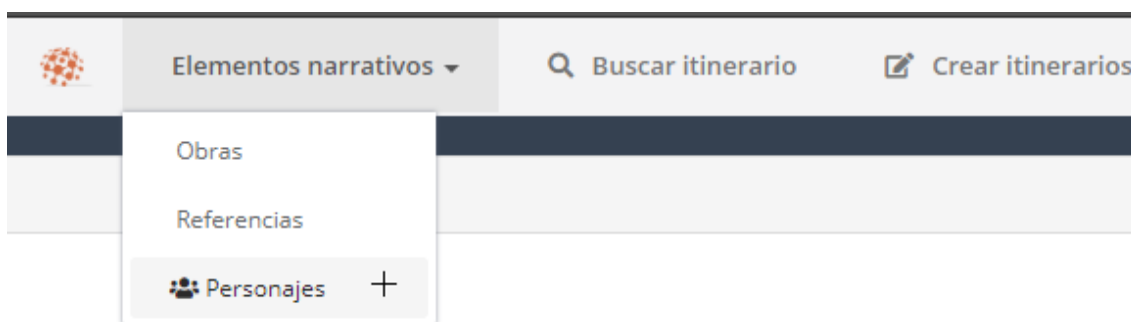 Elementos narrativos Buscar itinerario Crear itinerarios
Obras
Referencias
Personajes +